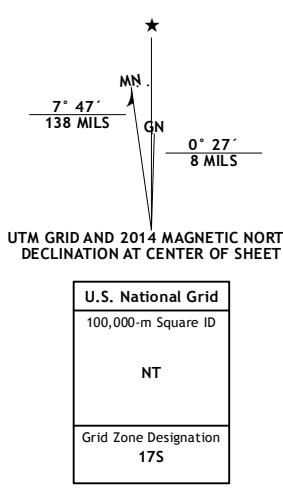 ★
MN
7° 47´
138 MILS
GN
0° 27´
8 MILS
UTM GRID AND 2014 MAGNETIC NORT
DECLINATION AT CENTER OF SHEET
U.S. National Grid
100,000-m Square ID
NT
Grid Zone Designation
17S